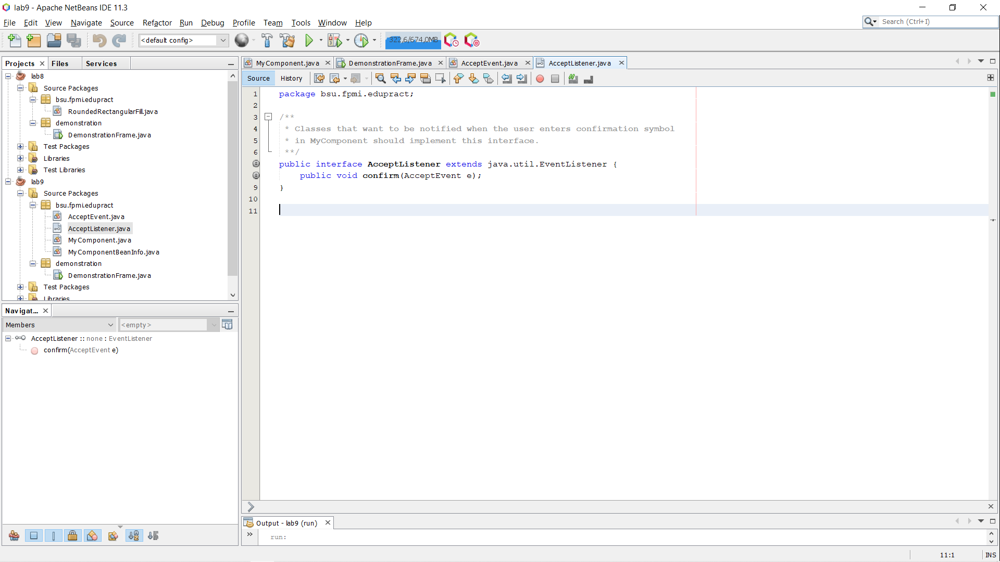 lab9 - Apache NetBeans IDE 11.3
File Edit View Navigate Source Refactor Run Debug Profile Team Tools Window Help
Search (Ctrl+I)
<default config>
322,6/674,0MB
Projects Files Services
lab8
Source Packages
bsu.fpmi.edupract
RoundedRectangularFill.java
demonstration
DemonstrationFrame.java
Test Packages
Libraries
Test Libraries
lab9
Source Packages
bsu.fpmi.edupract
AcceptEvent.java
AcceptListener.java
MyComponent.java
MyComponentBeanInfo.java
demonstration
DemonstrationFrame.java
Test Packages
Libraries
Navigat...
Members
<empty>
AcceptListener :: none : EventListener
confirm(AcceptEvent e)
MyComponent.java DemonstrationFrame.java AcceptEvent.java AcceptListener.java
Source History
1 package bsu.fpmi.edupract;
2
3 /**
4 * Classes that want to be notified when the user enters confirmation symbol
5 * in MyComponent should implement this interface.
6 **/
public interface AcceptListener extends java.util.EventListener {
public void confirm(AcceptEvent e);
9 }
10
11
Output - lab9 (run)
run:
11:1 INS